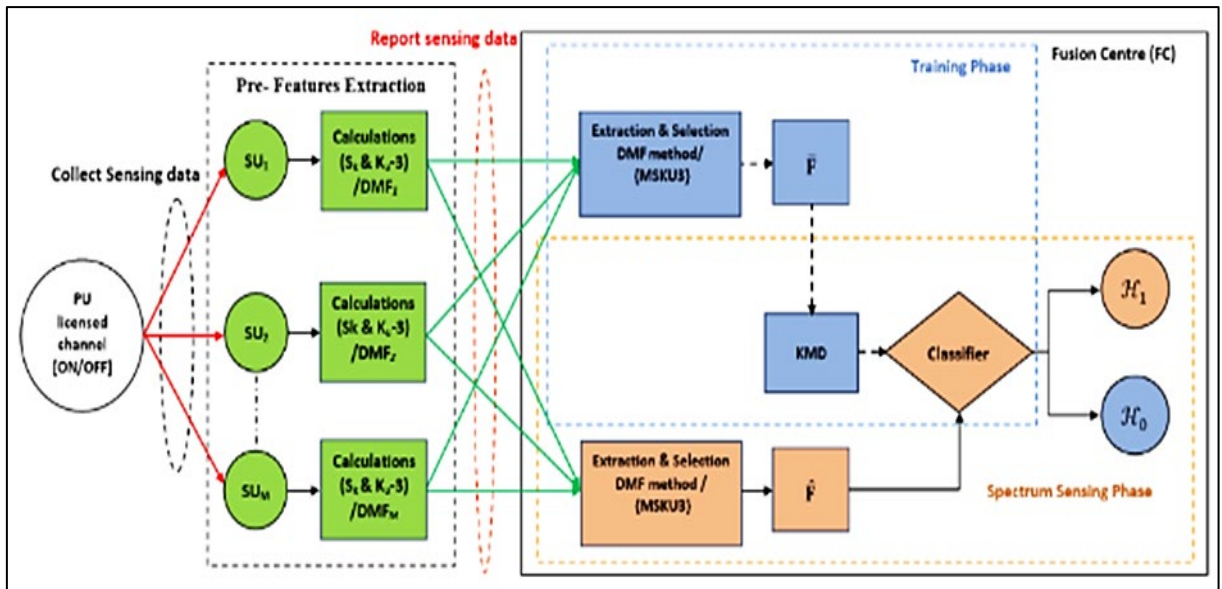 Report sensing data
Fusion Centre (FC)
Training Phase
Pre- Features Extraction
Collect Sensing data
PU
licensed
channel
(ON/OFF)
SU₁
Calculations
(Sₖ & Kᵤ-3)
/DMF₁
SU₂
Calculations
(Sk & Kᵤ-3)
/DMF₂
SU_M
Calculations
(Sₖ & Kᵤ-3)
/DMF_M
Extraction & Selection
DMF method/
(MSKU3)
F̄
KMD
Classifier
ℋ₁
ℋ₀
Extraction & Selection
DMF method /
(MSKU3)
F̂
Spectrum Sensing Phase